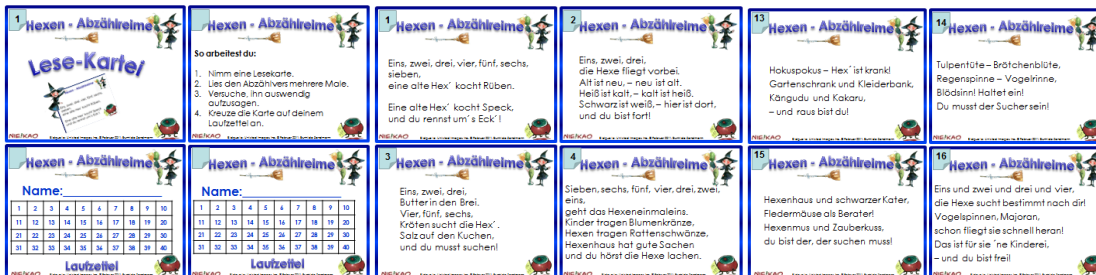 1
Hexen - Abzählreime
Lese-Kartei
Hexen - Abzählreime
So arbeitest du:
1. Nimm eine Lesekarte.
2. Lies den Abzählvers mehrere Male.
3. Versuche, ihn auswendig
aufzusagen.
4. Kreuze die Karte auf deinem
Laufzettel an.
1
Hexen - Abzählreime
Eins, zwei, drei, vier, fünf, sechs,
sieben,
eine alte Hex´ kocht Rüben.
Eine alte Hex´ kocht Speck,
und du rennst um´s Eck´!
2
Hexen - Abzählreime
Eins, zwei, drei,
die Hexe fliegt vorbei.
Alt ist neu, – neu ist alt.
Heiß ist kalt, – kalt ist heiß.
Schwarz ist weiß, – hier ist dort,
und du bist fort!
13
Hexen - Abzählreime
Hokuspokus – Hex´ ist krank!
Gartenschrank und Kleiderbank,
Kängudu und Kakaru,
– und raus bist du!
14
Hexen - Abzählreime
Tulpentüte – Brötchenblüte,
Regenspinne – Vogelrinne,
Blödsinn! Haltet ein!
Du musst der Sucher sein!
Hexen - Abzählreime
Name:
1 2 3 4 5 6 7 8 9 10
11 12 13 14 15 16 17 18 19 20
21 22 23 24 25 26 27 28 29 30
31 32 33 34 35 36 37 38 39 40
Laufzettel
Hexen - Abzählreime
Name:
1 2 3 4 5 6 7 8 9 10
11 12 13 14 15 16 17 18 19 20
21 22 23 24 25 26 27 28 29 30
31 32 33 34 35 36 37 38 39 40
Laufzettel
3
Hexen - Abzählreime
Eins, zwei, drei,
Butter in den Brei.
Vier, fünf, sechs,
Kröten sucht die Hex´.
Salz auf den Kuchen,
und du musst suchen!
4
Hexen - Abzählreime
Sieben, sechs, fünf, vier, drei, zwei,
eins,
geht das Hexeneinmaleins.
Kinder tragen Blumenkränze,
Hexen tragen Rattenschwänze.
Hexenhaus hat gute Sachen
und du hörst die Hexe lachen.
15
Hexen - Abzählreime
Hexenhaus und schwarzer Kater,
Fledermäuse als Berater!
Hexenmus und Zauberkuss,
du bist der, der suchen muss!
16
Hexen - Abzählreime
Eins und zwei und drei und vier,
die Hexe sucht bestimmt nach dir!
Vogelspinnen, Majoran,
schon fliegt sie schnell heran!
Das ist für sie ´ne Kinderei,
– und du bist frei!